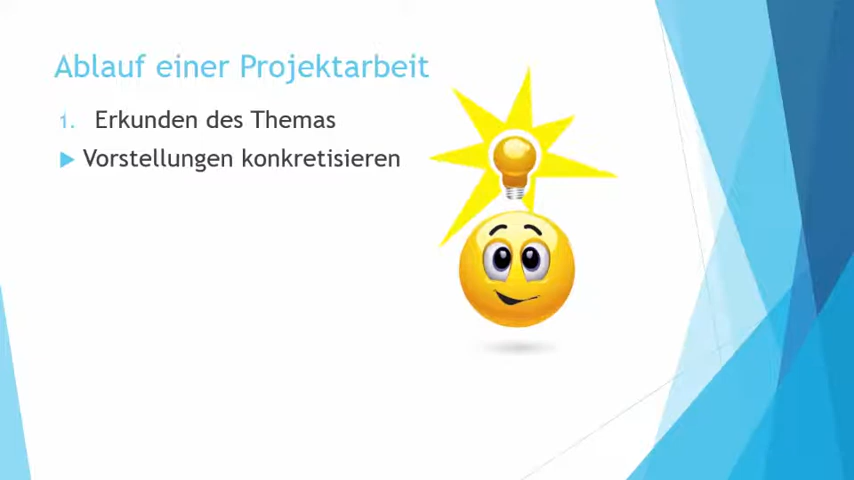 Ablauf einer Projektarbeit
1. Erkunden des Themas
Vorstellungen konkretisieren